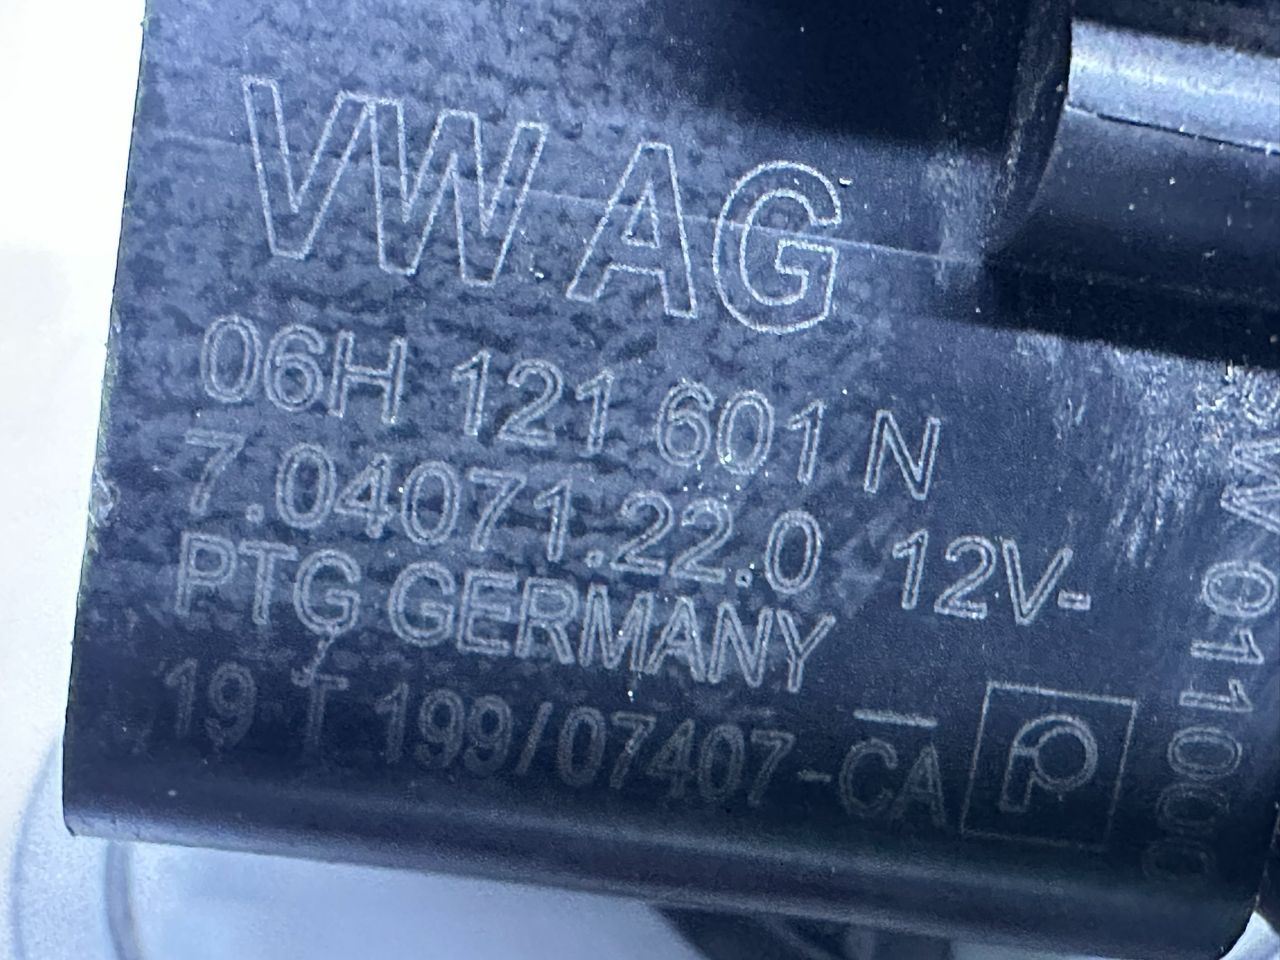 VW AG
06H 121 601 N
7.04071.22.0 12V-
PTG GERMANY
19 T 199/07407-CA